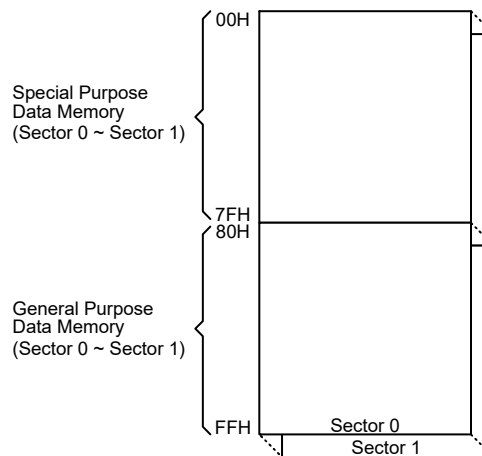 00H
Special Purpose
Data Memory
(Sector 0 ~ Sector 1)
7FH
80H
General Purpose
Data Memory
(Sector 0 ~ Sector 1)
FFH
Sector 0
Sector 1